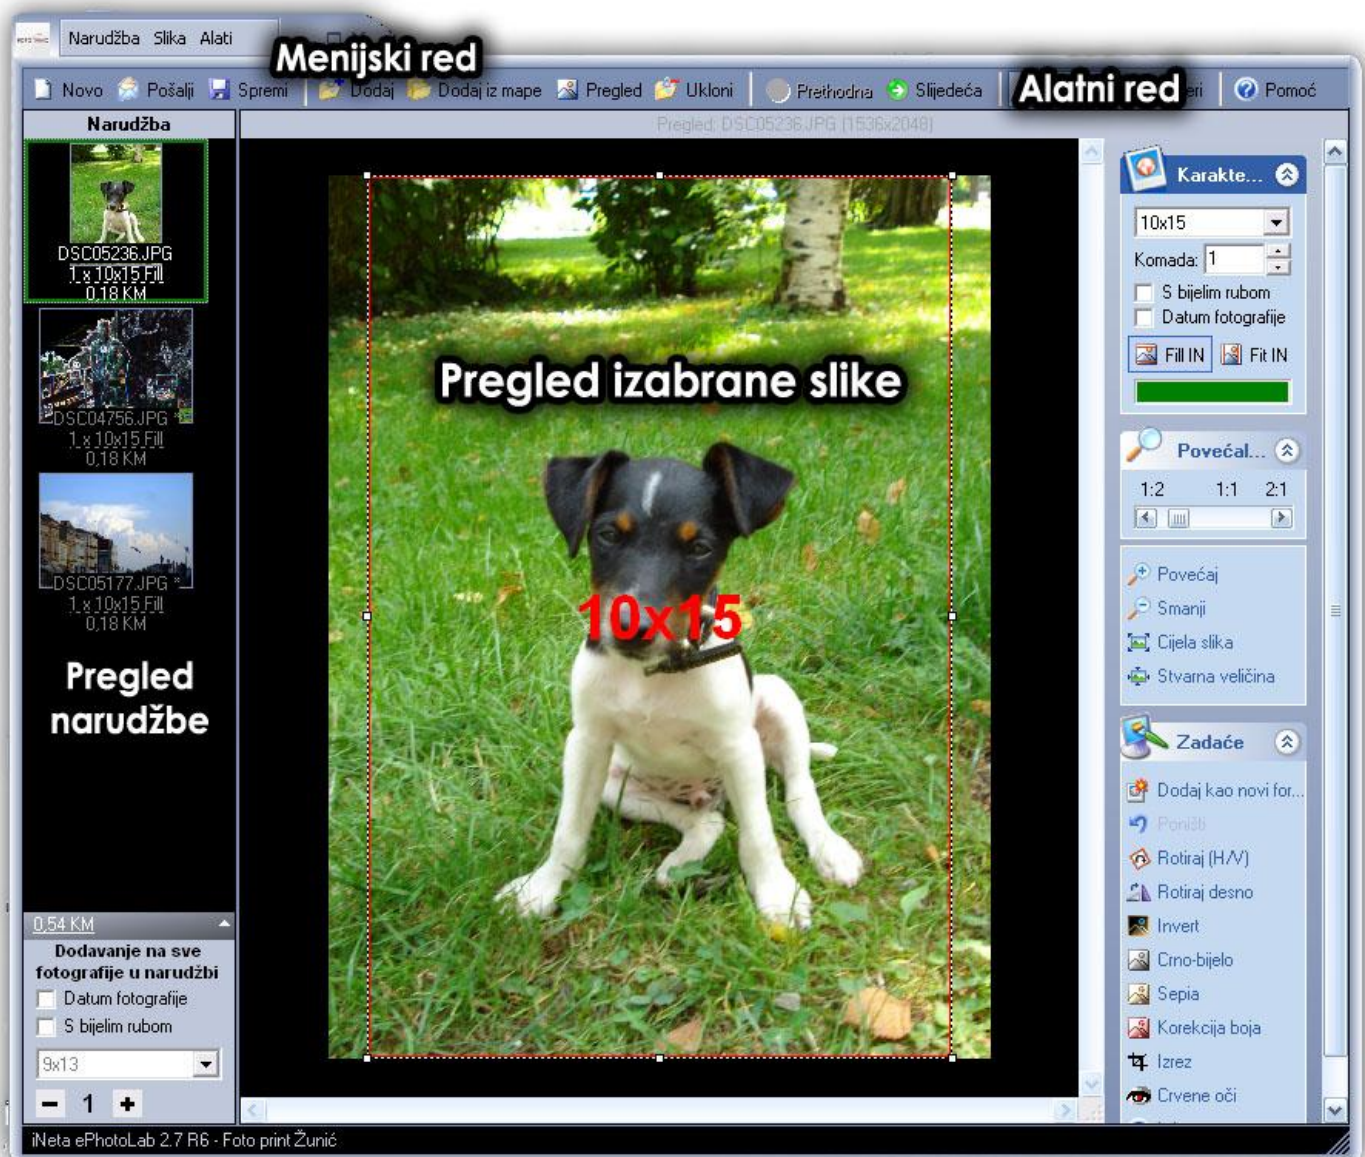 Narudžba Slika Alati
Menijski red
Novo Pošalji Spremi Dodaj Dodaj iz mape Pregled Ukloni Prethodna Slijedeća Alatni red Pomoć
Narudžba
Pregled: DSC05236.JPG (1536x2048)
DSC05236.JPG
1 x 10x15 Fill
0,18 KM
DSC04756.JPG *
1 x 10x15 Fill
0,18 KM
DSC05177.JPG *
1 x 10x15 Fill
0,18 KM
Pregled
narudžbe
0,54 KM
Dodavanje na sve
fotografije u narudžbi
Datum fotografije
S bijelim rubom
9x13
1
Pregled izabrane slike
10x15
Karakte...
10x15
Komada: 1
S bijelim rubom
Datum fotografije
Fill IN Fit IN
Povećal...
1:2 1:1 2:1
Povećaj
Smanji
Cijela slika
Stvarna veličina
Zadaće
Dodaj kao novi for...
Poništi
Rotiraj (H/V)
Rotiraj desno
Invert
Crno-bijelo
Sepia
Korekcija boja
Izrez
Crvene oči
iNeta ePhotoLab 2.7 R6 - Foto print Žunić